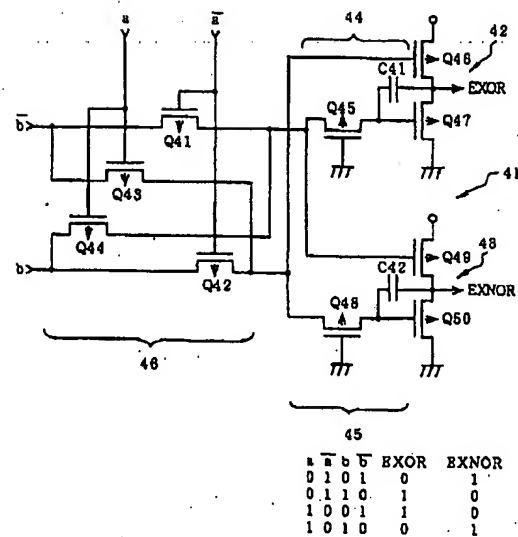 a a̅ 44
Q46 42
C41
EXOR
Q45
b̅ Q41 Q47
Q43
41
Q44
Q49 43
C42
b Q42 Q48 EXNOR
Q50
46
45
a a̅ b b̅ EXOR EXNOR
0 1 0 1 0 1
0 1 1 0 1 0
1 0 0 1 1 0
1 0 1 0 0 1